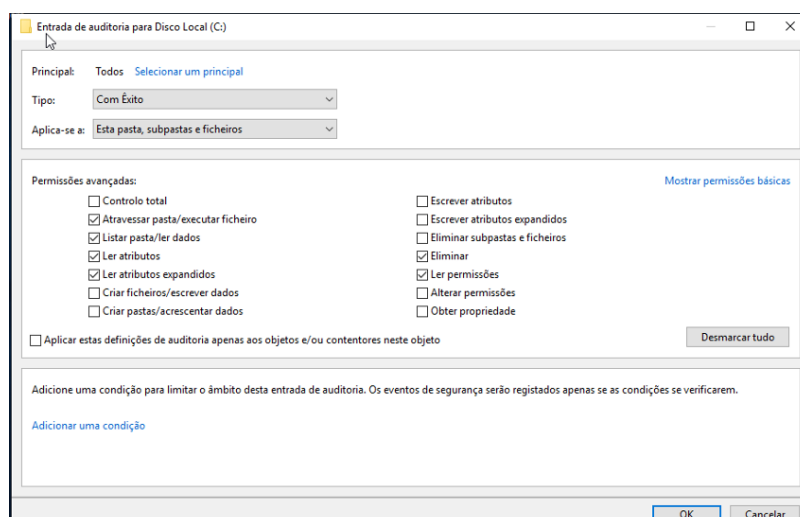 Entrada de auditoria para Disco Local (C:)
Principal: Todos Selecionar um principal
Tipo: Com Êxito
Aplica-se a: Esta pasta, subpastas e ficheiros
Permissões avançadas: Mostrar permissões básicas
Controlo total Escrever atributos
Atravessar pasta/executar ficheiro Escrever atributos expandidos
Listar pasta/ler dados Eliminar subpastas e ficheiros
Ler atributos Eliminar
Ler atributos expandidos Ler permissões
Criar ficheiros/escrever dados Alterar permissões
Criar pastas/acrescentar dados Obter propriedade
Aplicar estas definições de auditoria apenas aos objetos e/ou contentores neste objeto Desmarcar tudo
Adicione uma condição para limitar o âmbito desta entrada de auditoria. Os eventos de segurança serão registados apenas se as condições se verificarem.
Adicionar uma condição
OK Cancelar